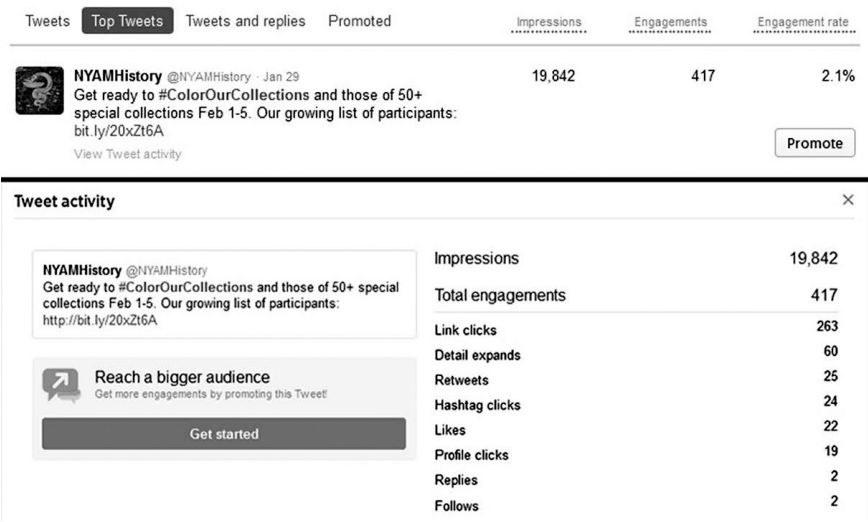 Tweets Top Tweets Tweets and replies Promoted Impressions Engagements Engagement rate
NYAMHistory @NYAMHistory · Jan 29 19,842 417 2.1%
Get ready to #ColorOurCollections and those of 50+
special collections Feb 1-5. Our growing list of participants:
bit.ly/20xZt6A
View Tweet activity
Promote
Tweet activity ×
NYAMHistory @NYAMHistory
Get ready to #ColorOurCollections and those of 50+ special
collections Feb 1-5. Our growing list of participants:
http://bit.ly/20xZt6A
Reach a bigger audience
Get more engagements by promoting this Tweet!
Get started
Impressions 19,842
Total engagements 417
Link clicks 263
Detail expands 60
Retweets 25
Hashtag clicks 24
Likes 22
Profile clicks 19
Replies 2
Follows 2